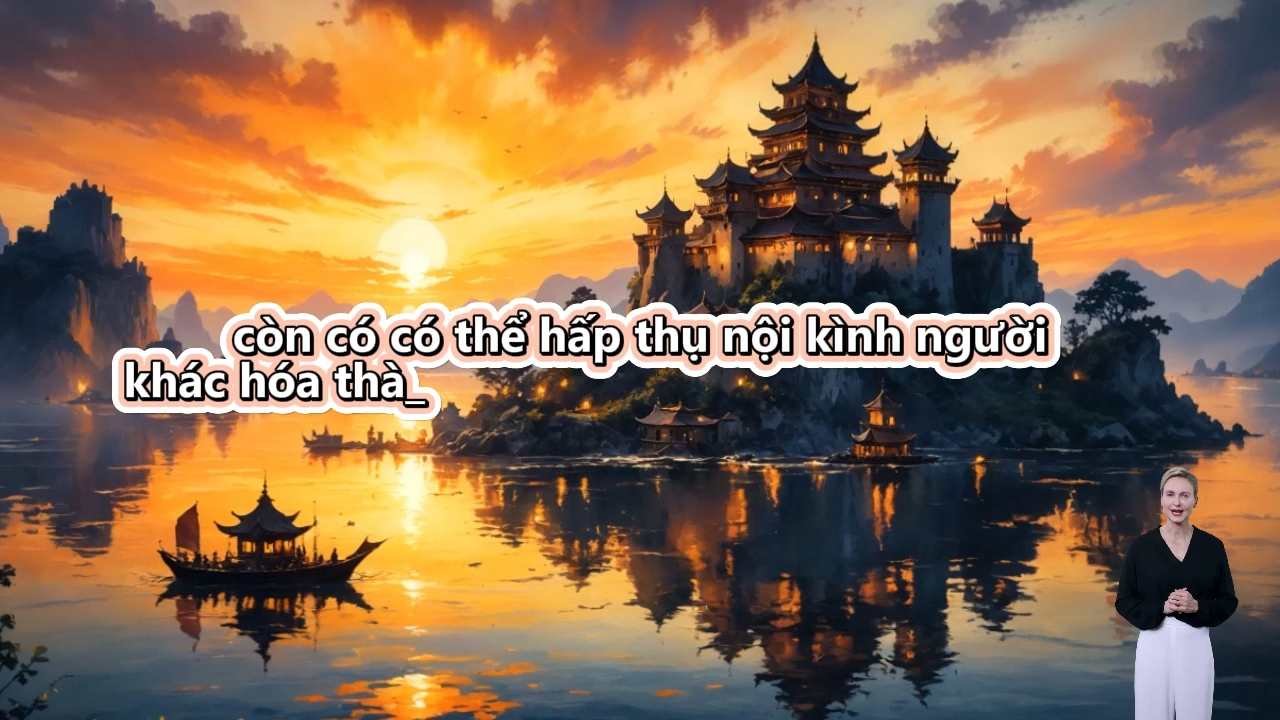 còn có có thể hấp thụ nội kình người
khác hóa thà_